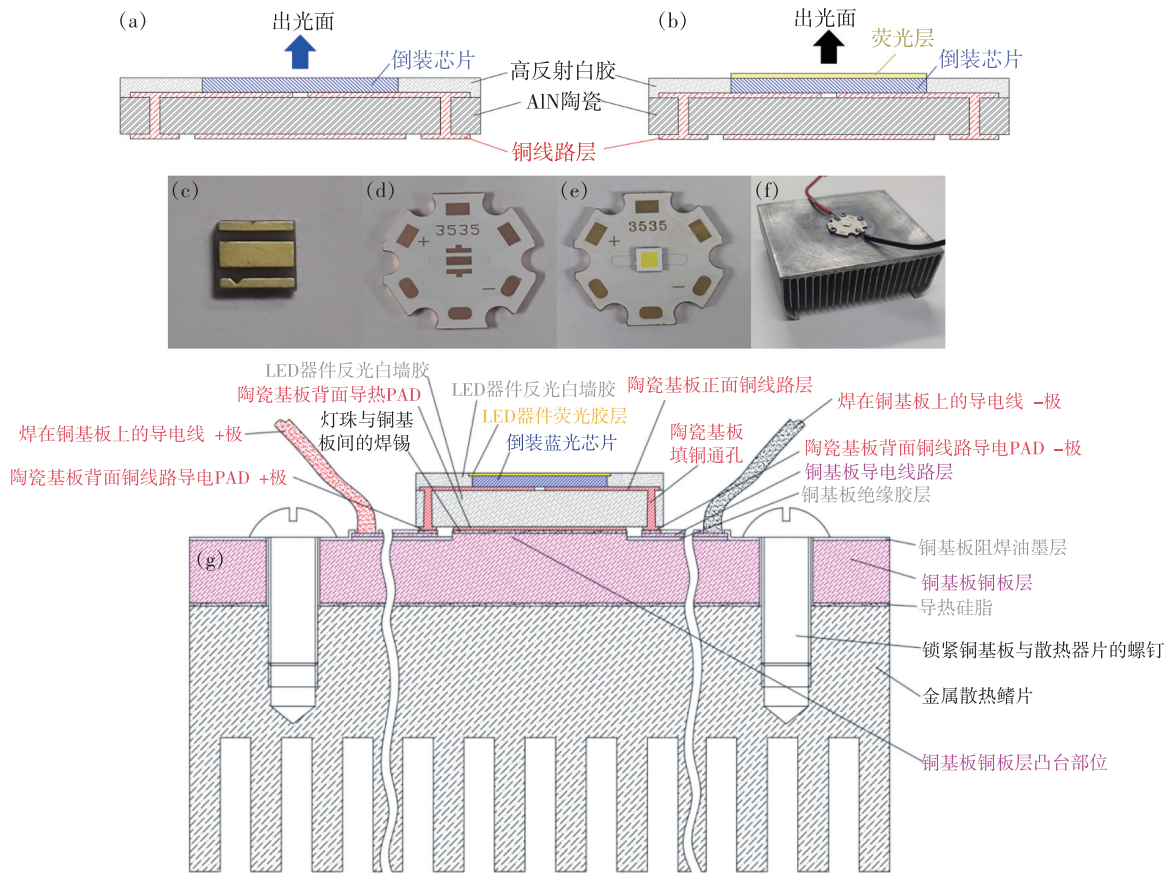 (a)
出光面
倒装芯片
高反射白胶
AlN陶瓷
铜线路层
(b)
出光面
荧光层
倒装芯片
(c)
(d)
3535
+
−
(e)
3535
+
−
(f)
LED器件反光白墙胶
陶瓷基板背面导热PAD
灯珠与铜基
板间的焊锡
焊在铜基板上的导电线 +极
陶瓷基板背面铜线路导电PAD +极
LED器件反光白墙胶
LED器件荧光胶层
倒装蓝光芯片
陶瓷基板正面铜线路层
陶瓷基板
填铜通孔
焊在铜基板上的导电线 −极
陶瓷基板背面铜线路导电PAD −极
铜基板导电线路层
铜基板绝缘胶层
(g)
铜基板阻焊油墨层
铜基板铜板层
导热硅脂
锁紧铜基板与散热器片的螺钉
金属散热鳍片
铜基板铜板层凸台部位